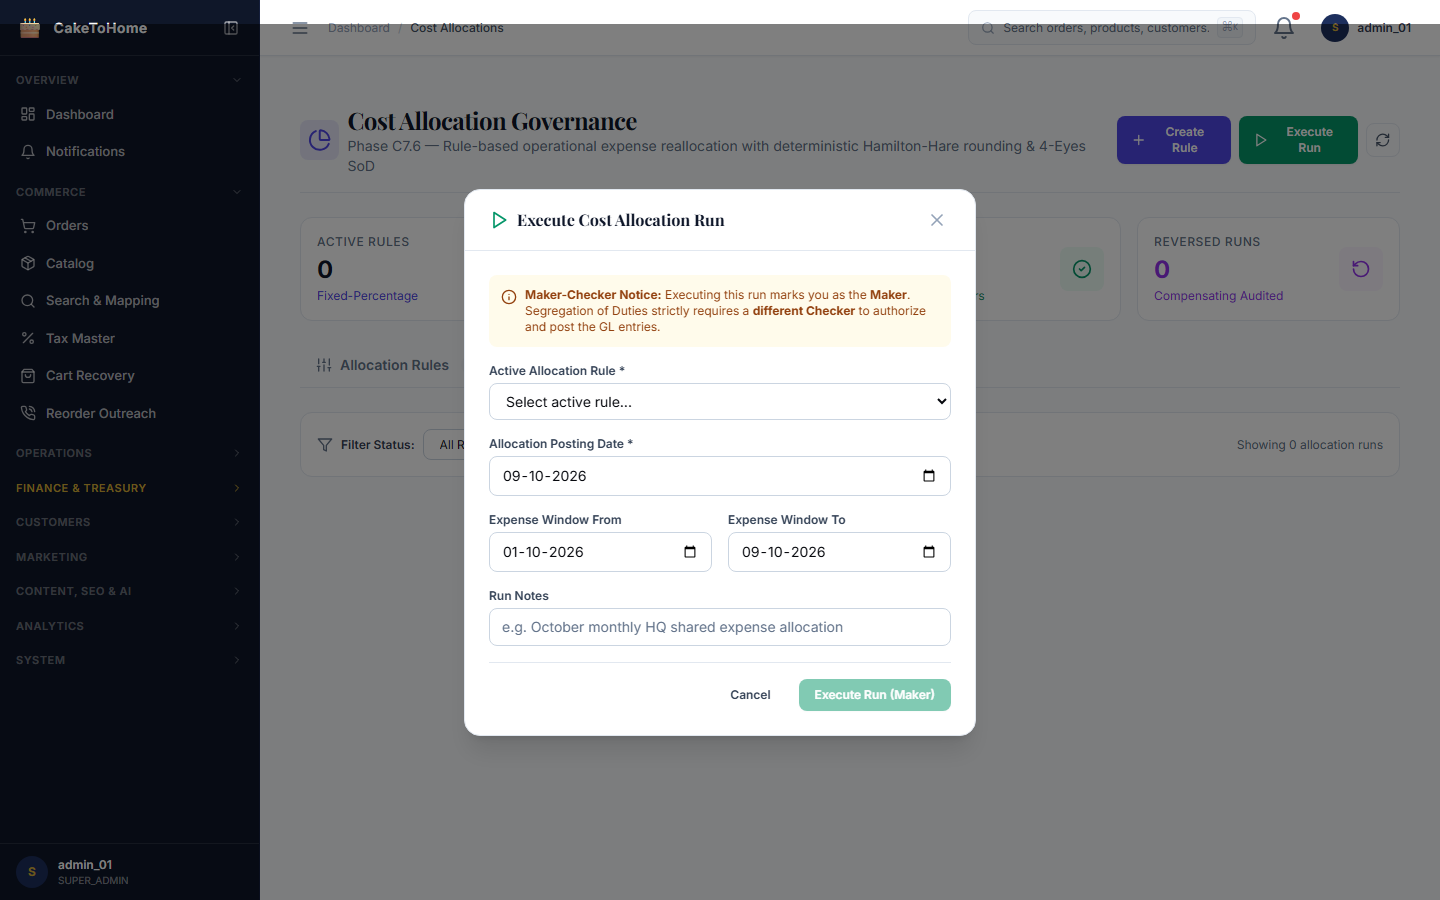 CakeToHome
Dashboard / Cost Allocations
Search orders, products, customers.
⌘K
S
admin_01
OVERVIEW
Dashboard
Notifications
COMMERCE
Orders
Catalog
Search & Mapping
Tax Master
Cart Recovery
Reorder Outreach
OPERATIONS
FINANCE & TREASURY
CUSTOMERS
MARKETING
CONTENT, SEO & AI
ANALYTICS
SYSTEM
S
admin_01
SUPER_ADMIN
Cost Allocation Governance
Phase C7.6 — Rule-based operational expense reallocation with deterministic Hamilton-Hare rounding & 4-Eyes
SoD
Create
Rule
Execute
Run
ACTIVE RULES
0
Fixed-Percentage
REVERSED RUNS
0
Compensating Audited
Allocation Rules
Filter Status:
All R
Showing 0 allocation runs
Execute Cost Allocation Run
Maker-Checker Notice: Executing this run marks you as the Maker.
Segregation of Duties strictly requires a different Checker to authorize
and post the GL entries.
Active Allocation Rule *
Select active rule...
Allocation Posting Date *
09-10-2026
Expense Window From
01-10-2026
Expense Window To
09-10-2026
Run Notes
e.g. October monthly HQ shared expense allocation
Cancel
Execute Run (Maker)